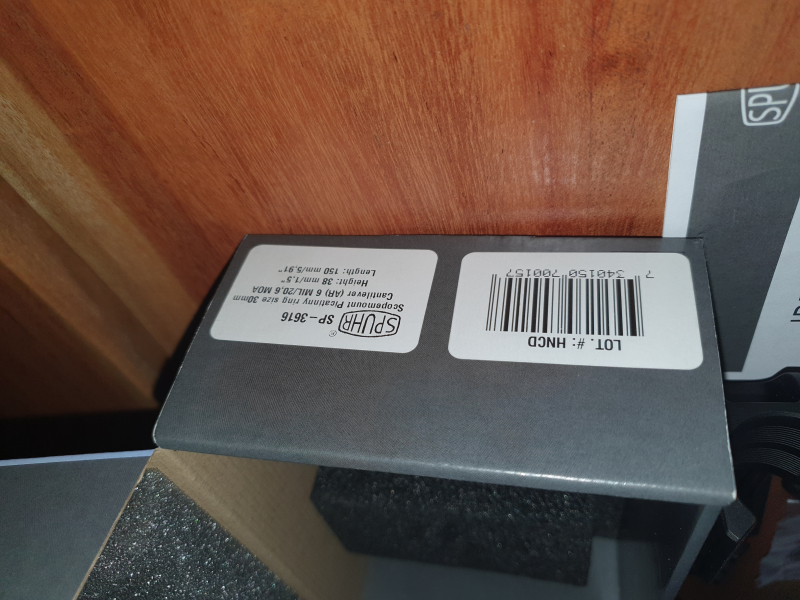 SPUHR® SP-3616
Scopemount Picatinny ring size 30mm
Cantilever (AR) 6 MIL/20.6 MOA
Height: 38 mm/1.5"
Length: 150 mm/5.91"
LOT. #: HNCD
7 340150 700157
SPU